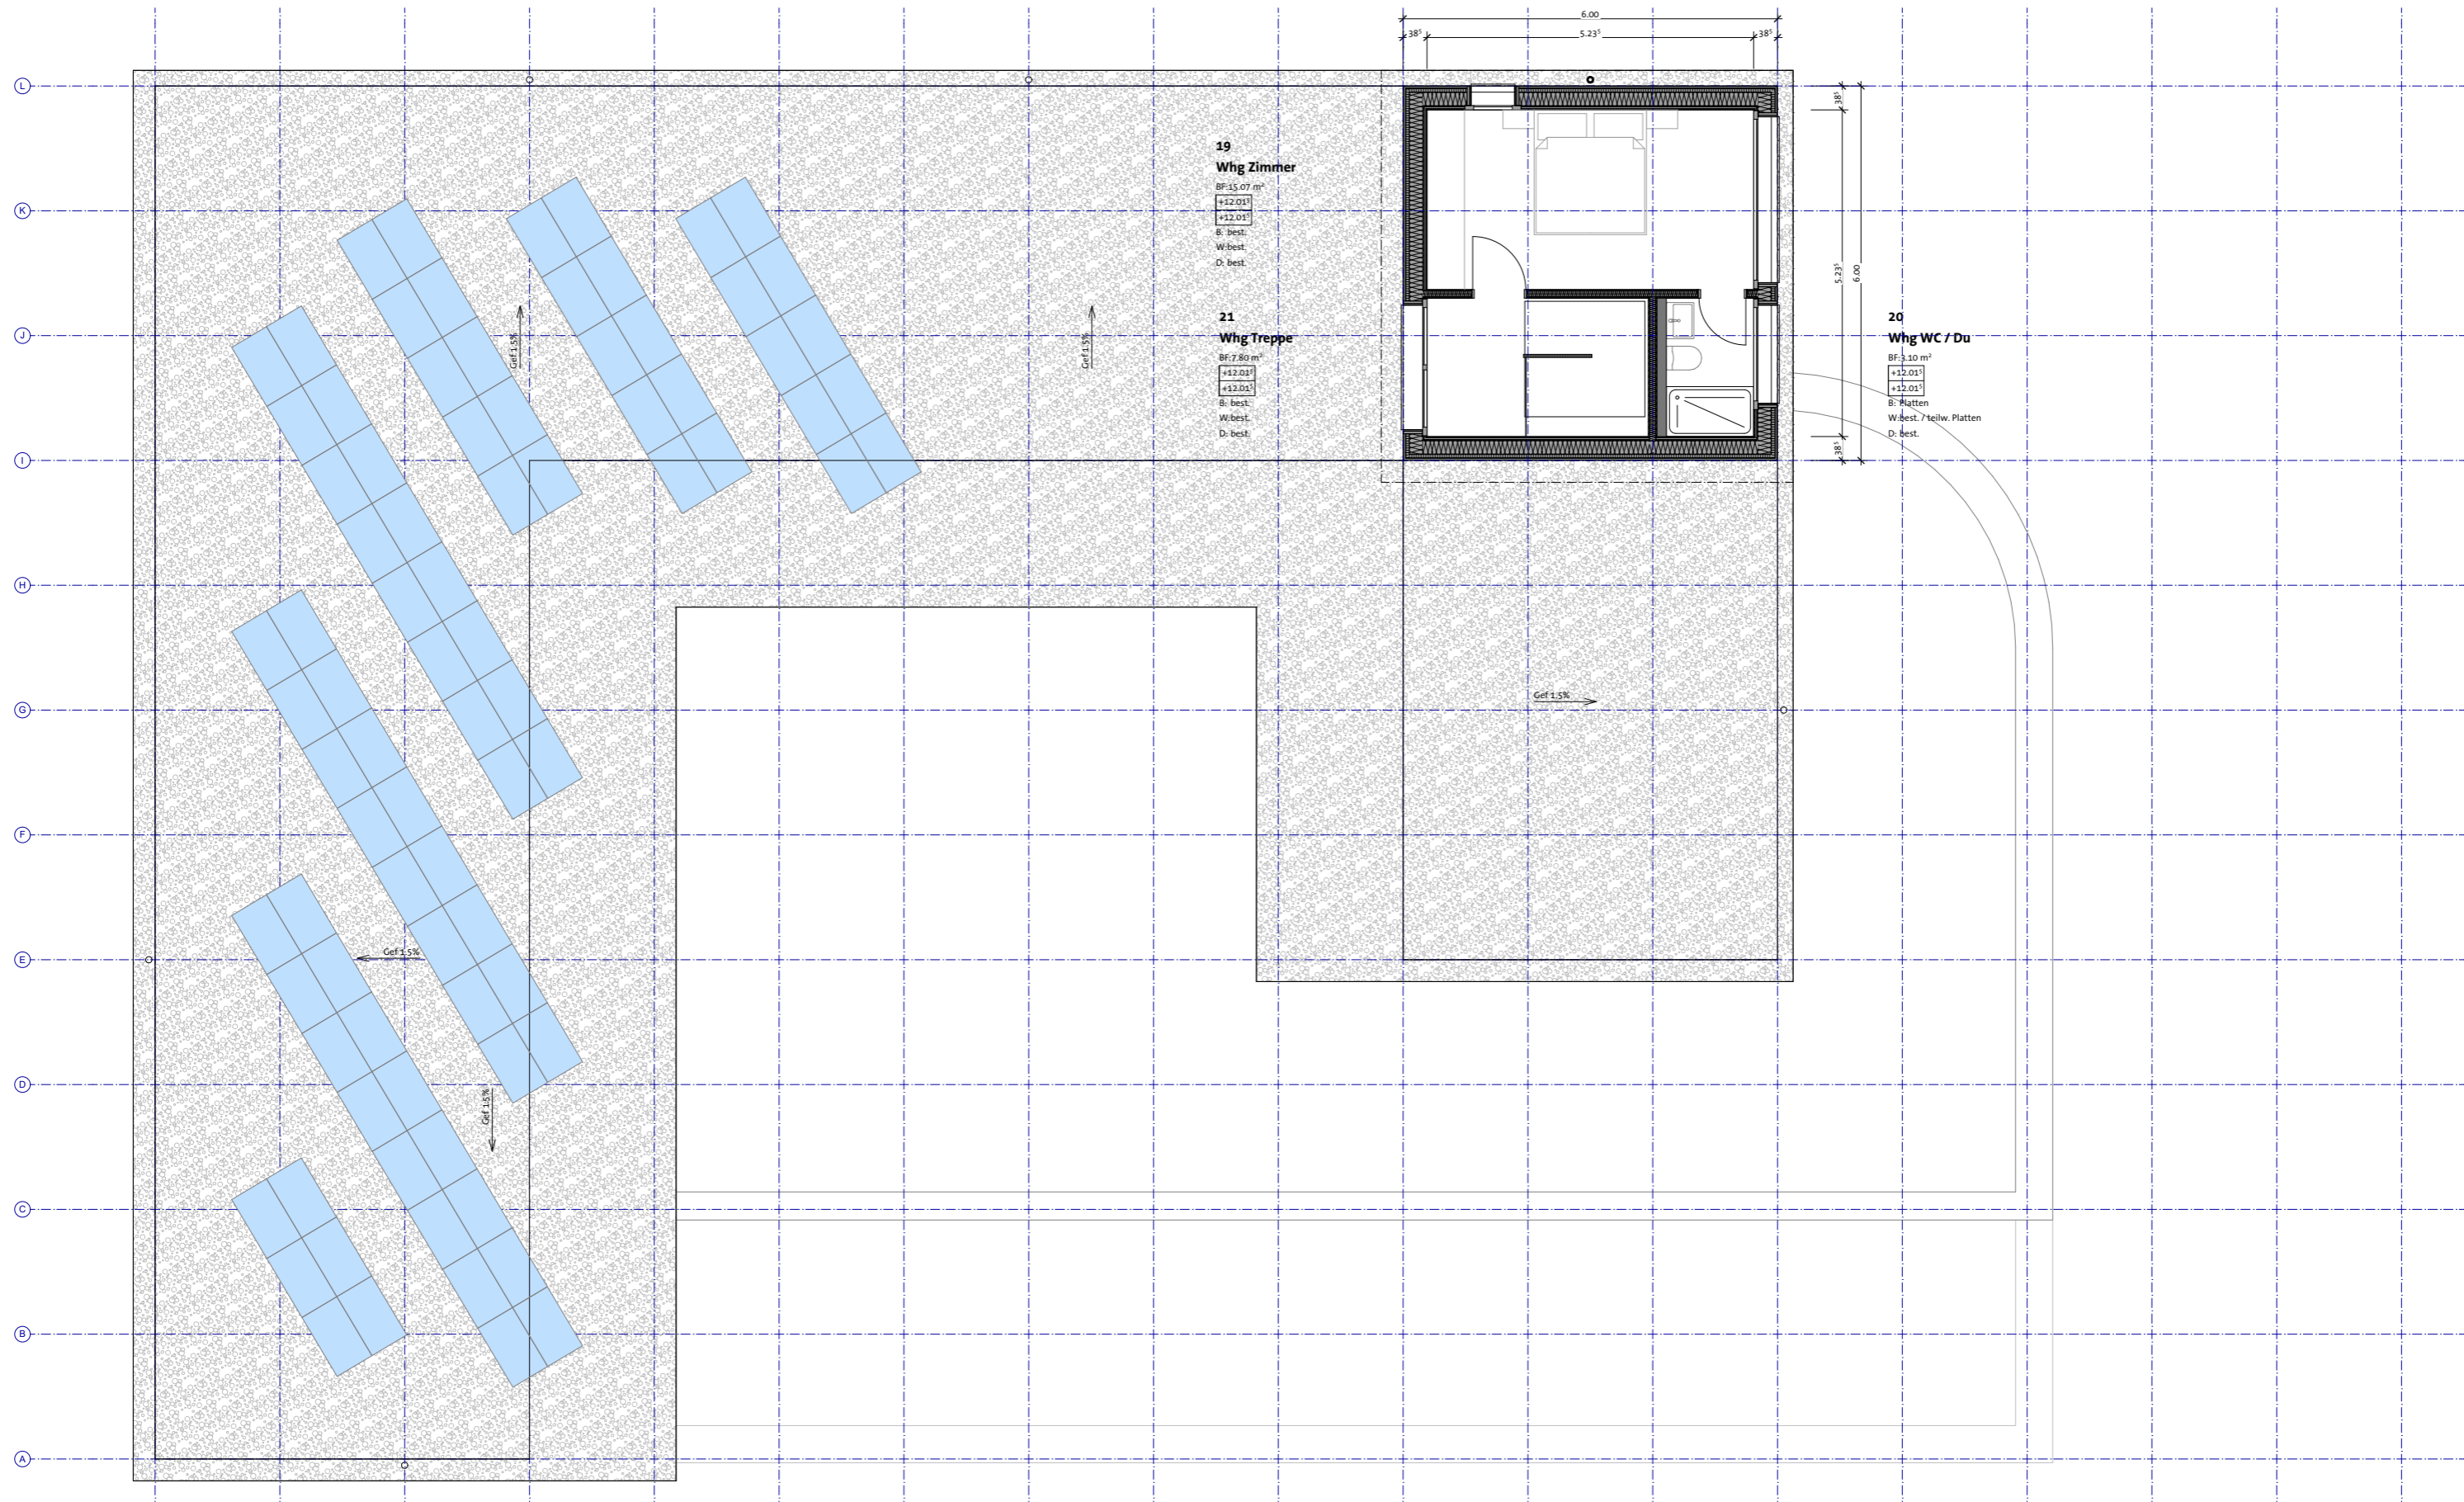 6.00
38⁵
5.23⁵
38⁵
L
K
J
I
H
G
F
E
D
C
B
A
19
Whg Zimmer
BF:15.07 m²
+12.01⁵
+12.01⁵
B: best.
W:best.
D: best.
21
Whg Treppe
BF:7.80 m²
+12.01⁵
+12.01⁵
B: best.
W:best.
D: best.
20
Whg WC / Du
BF:3.10 m²
+12.01⁵
+12.01⁵
B: Platten
W:best. / teilw. Platten
D: best.
38⁵
5.23⁵
6.00
38⁵
Gef 1.5%
Gef 1.5%
Gef 1.5%
Gef 1.5%
Gef 1.5%